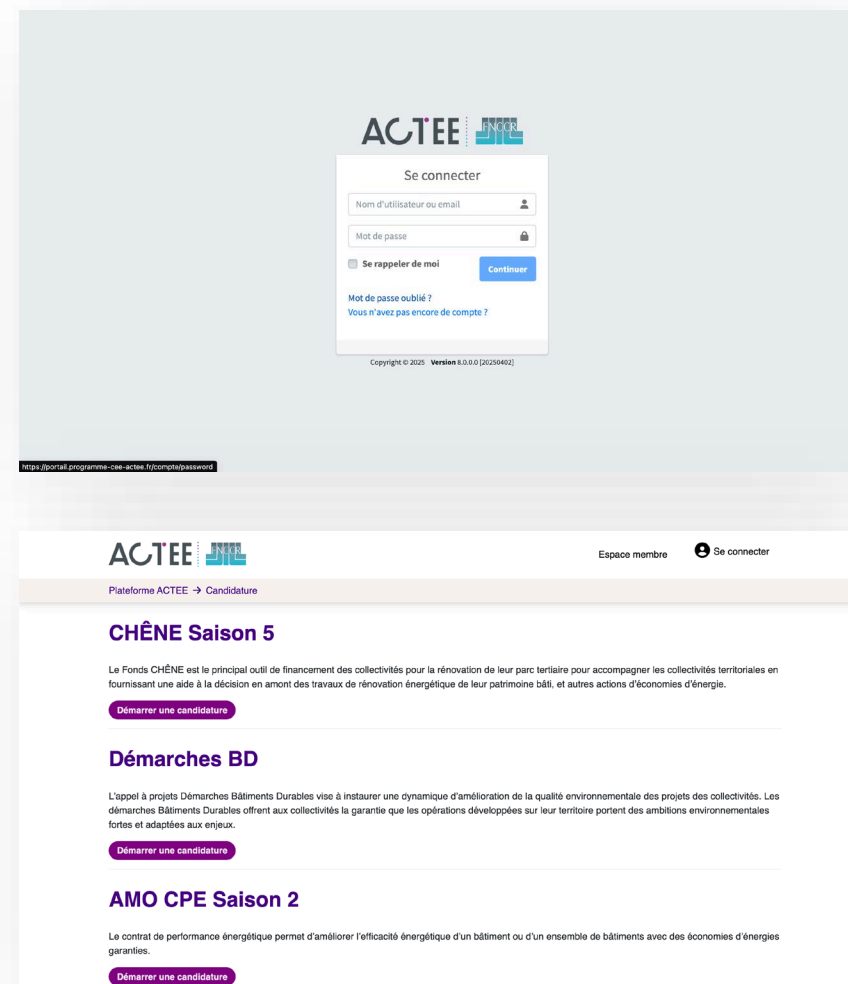 ACTEE FNCCR
Se connecter
Nom d'utilisateur ou email
Mot de passe
Se rappeler de moi
Continuer
Mot de passe oublié ?
Vous n'avez pas encore de compte ?
Copyright © 2025 Version 8.0.0.0 [20250402]
https://portail.programme-cee-actee.fr/compte/password
ACTEE FNCCR
Espace membre
Se connecter
Plateforme ACTEE → Candidature
CHÊNE Saison 5
Le Fonds CHÊNE est le principal outil de financement des collectivités pour la rénovation de leur parc tertiaire pour accompagner les collectivités territoriales en
fournissant une aide à la décision en amont des travaux de rénovation énergétique de leur patrimoine bâti, et autres actions d'économies d'énergie.
Démarrer une candidature
Démarches BD
L'appel à projets Démarches Bâtiments Durables vise à instaurer une dynamique d'amélioration de la qualité environnementale des projets des collectivités. Les
démarches Bâtiments Durables offrent aux collectivités la garantie que les opérations développées sur leur territoire portent des ambitions environnementales
fortes et adaptées aux enjeux.
Démarrer une candidature
AMO CPE Saison 2
Le contrat de performance énergétique permet d'améliorer l'efficacité énergétique d'un bâtiment ou d'un ensemble de bâtiments avec des économies d'énergies
garanties.
Démarrer une candidature